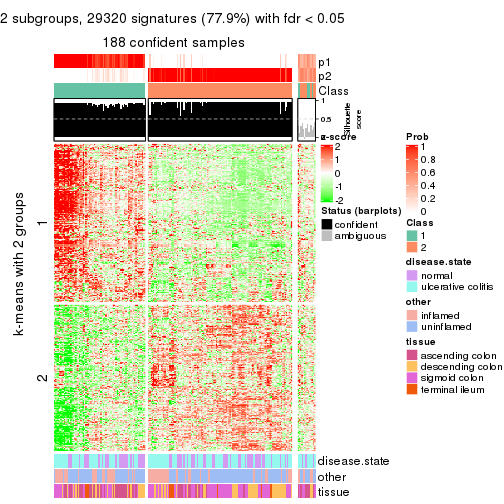 2 subgroups, 29320 signatures (77.9%) with fdr < 0.05
188 confident samples
p1
p2
Class
1
0.5
0
Silhouette
score
k-means with 2 groups
1
2
disease.state
other
tissue
z-score
2
1
0
-1
-2
Status (barplots)
confident
ambiguous
Prob
1
0.8
0.6
0.4
0.2
0
Class
1
2
disease.state
normal
ulcerative colitis
other
inflamed
uninflamed
tissue
ascending colon
descending colon
sigmoid colon
terminal ileum